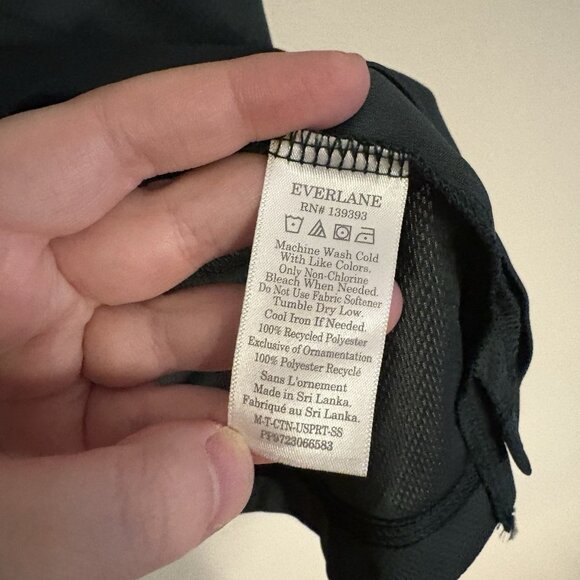 EVERLANE
RN# 139393
Machine Wash Cold
With Like Colors.
Only Non-Chlorine
Bleach When Needed.
Do Not Use Fabric Softener
Tumble Dry Low.
Cool Iron If Needed.
100% Recycled Polyester
Exclusive of Ornamentation
100% Polyester Recyclé
Sans L'ornement
Made in Sri Lanka.
Fabriqué au Sri Lanka.
M-T-CTN-USPRT-SS
PP9723066583